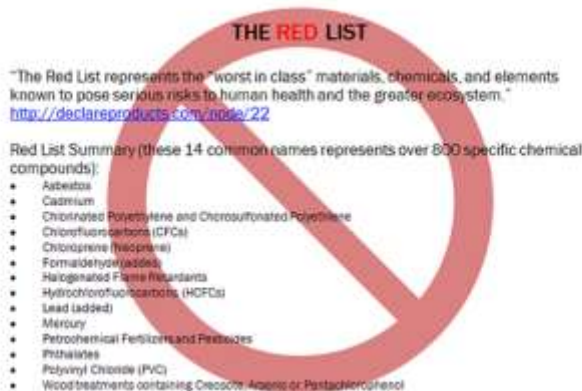 THE RED LIST
"The Red List represents the "worst in class" materials, chemicals, and elements
known to pose serious risks to human health and the greater ecosystem."
http://declareproducts.com/node/22
Red List Summary (these 14 common names represents over 800 specific chemical
compounds):
• Asbestos
• Cadmium
• Chlorinated Polyethylene and Chorosulfonated Polyethlene
• Chlorofluorocarbons (CFCs)
• Chloroprene (Neoprene)
• Formaldehyde (added)
• Halogenated Flame Retardants
• Hydrochlorofluorocarbons (HCFCs)
• Lead (added)
• Mercury
• Petrochemical Fertilizers and Pesticides
• Phthalates
• Polyvinyl Chloride (PVC)
• Wood treatments containing Creosote, Arsenic or Pentachlorophenol